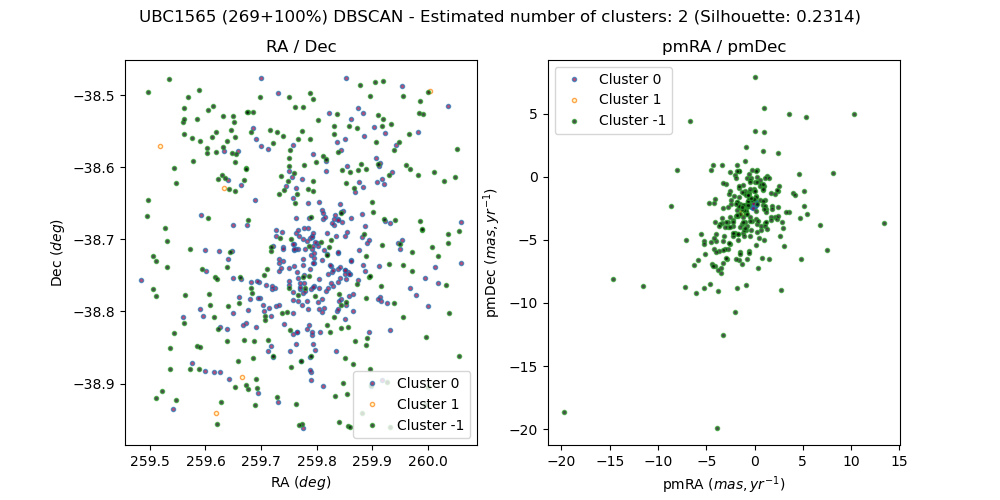 UBC1565 (269+100%) DBSCAN - Estimated number of clusters: 2 (Silhouette: 0.2314)
RA / Dec
−38.5
−38.6
−38.7
−38.8
−38.9
Dec (deg)
259.5 259.6 259.7 259.8 259.9 260.0
RA (deg)
Cluster 0
Cluster 1
Cluster -1
pmRA / pmDec
Cluster 0
Cluster 1
Cluster -1
5
0
−5
−10
−15
−20
pmDec (mas, yr⁻¹)
−20 −15 −10 −5 0 5 10 15
pmRA (mas, yr⁻¹)